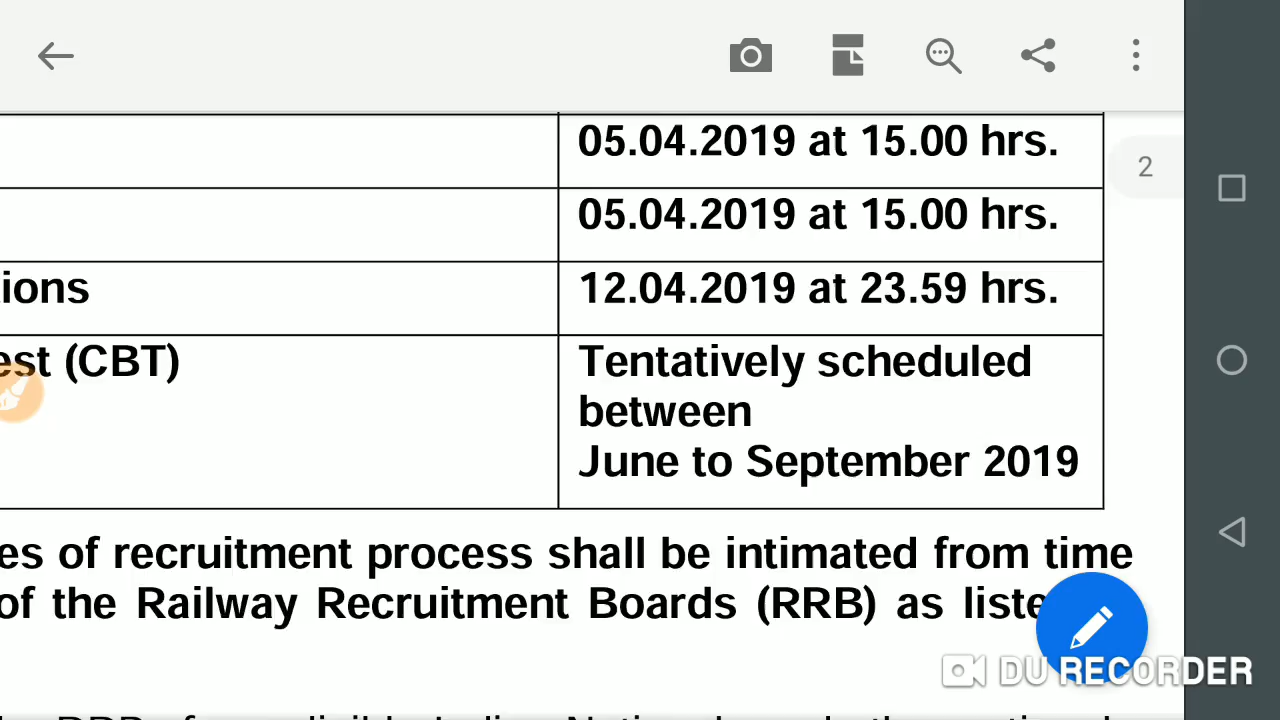 05.04.2019 at 15.00 hrs.
2
05.04.2019 at 15.00 hrs.
ions 12.04.2019 at 23.59 hrs.
est (CBT) Tentatively scheduled
between
June to September 2019
es of recruitment process shall be intimated from time
of the Railway Recruitment Boards (RRB) as liste
DU RECORDER